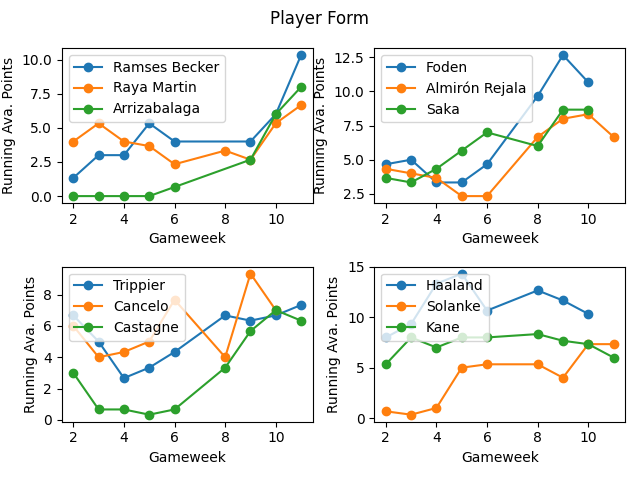 Player Form
Running Ava. Points
10.0
7.5
5.0
2.5
0.0
Ramses Becker
Raya Martin
Arrizabalaga
2 4 6 8 10
Gameweek
Running Ava. Points
12.5
10.0
7.5
5.0
2.5
Foden
Almirón Rejala
Saka
2 4 6 8 10
Gameweek
Running Ava. Points
8
6
4
2
0
Trippier
Cancelo
Castagne
2 4 6 8 10
Gameweek
Running Ava. Points
15
10
5
0
Haaland
Solanke
Kane
2 4 6 8 10
Gameweek